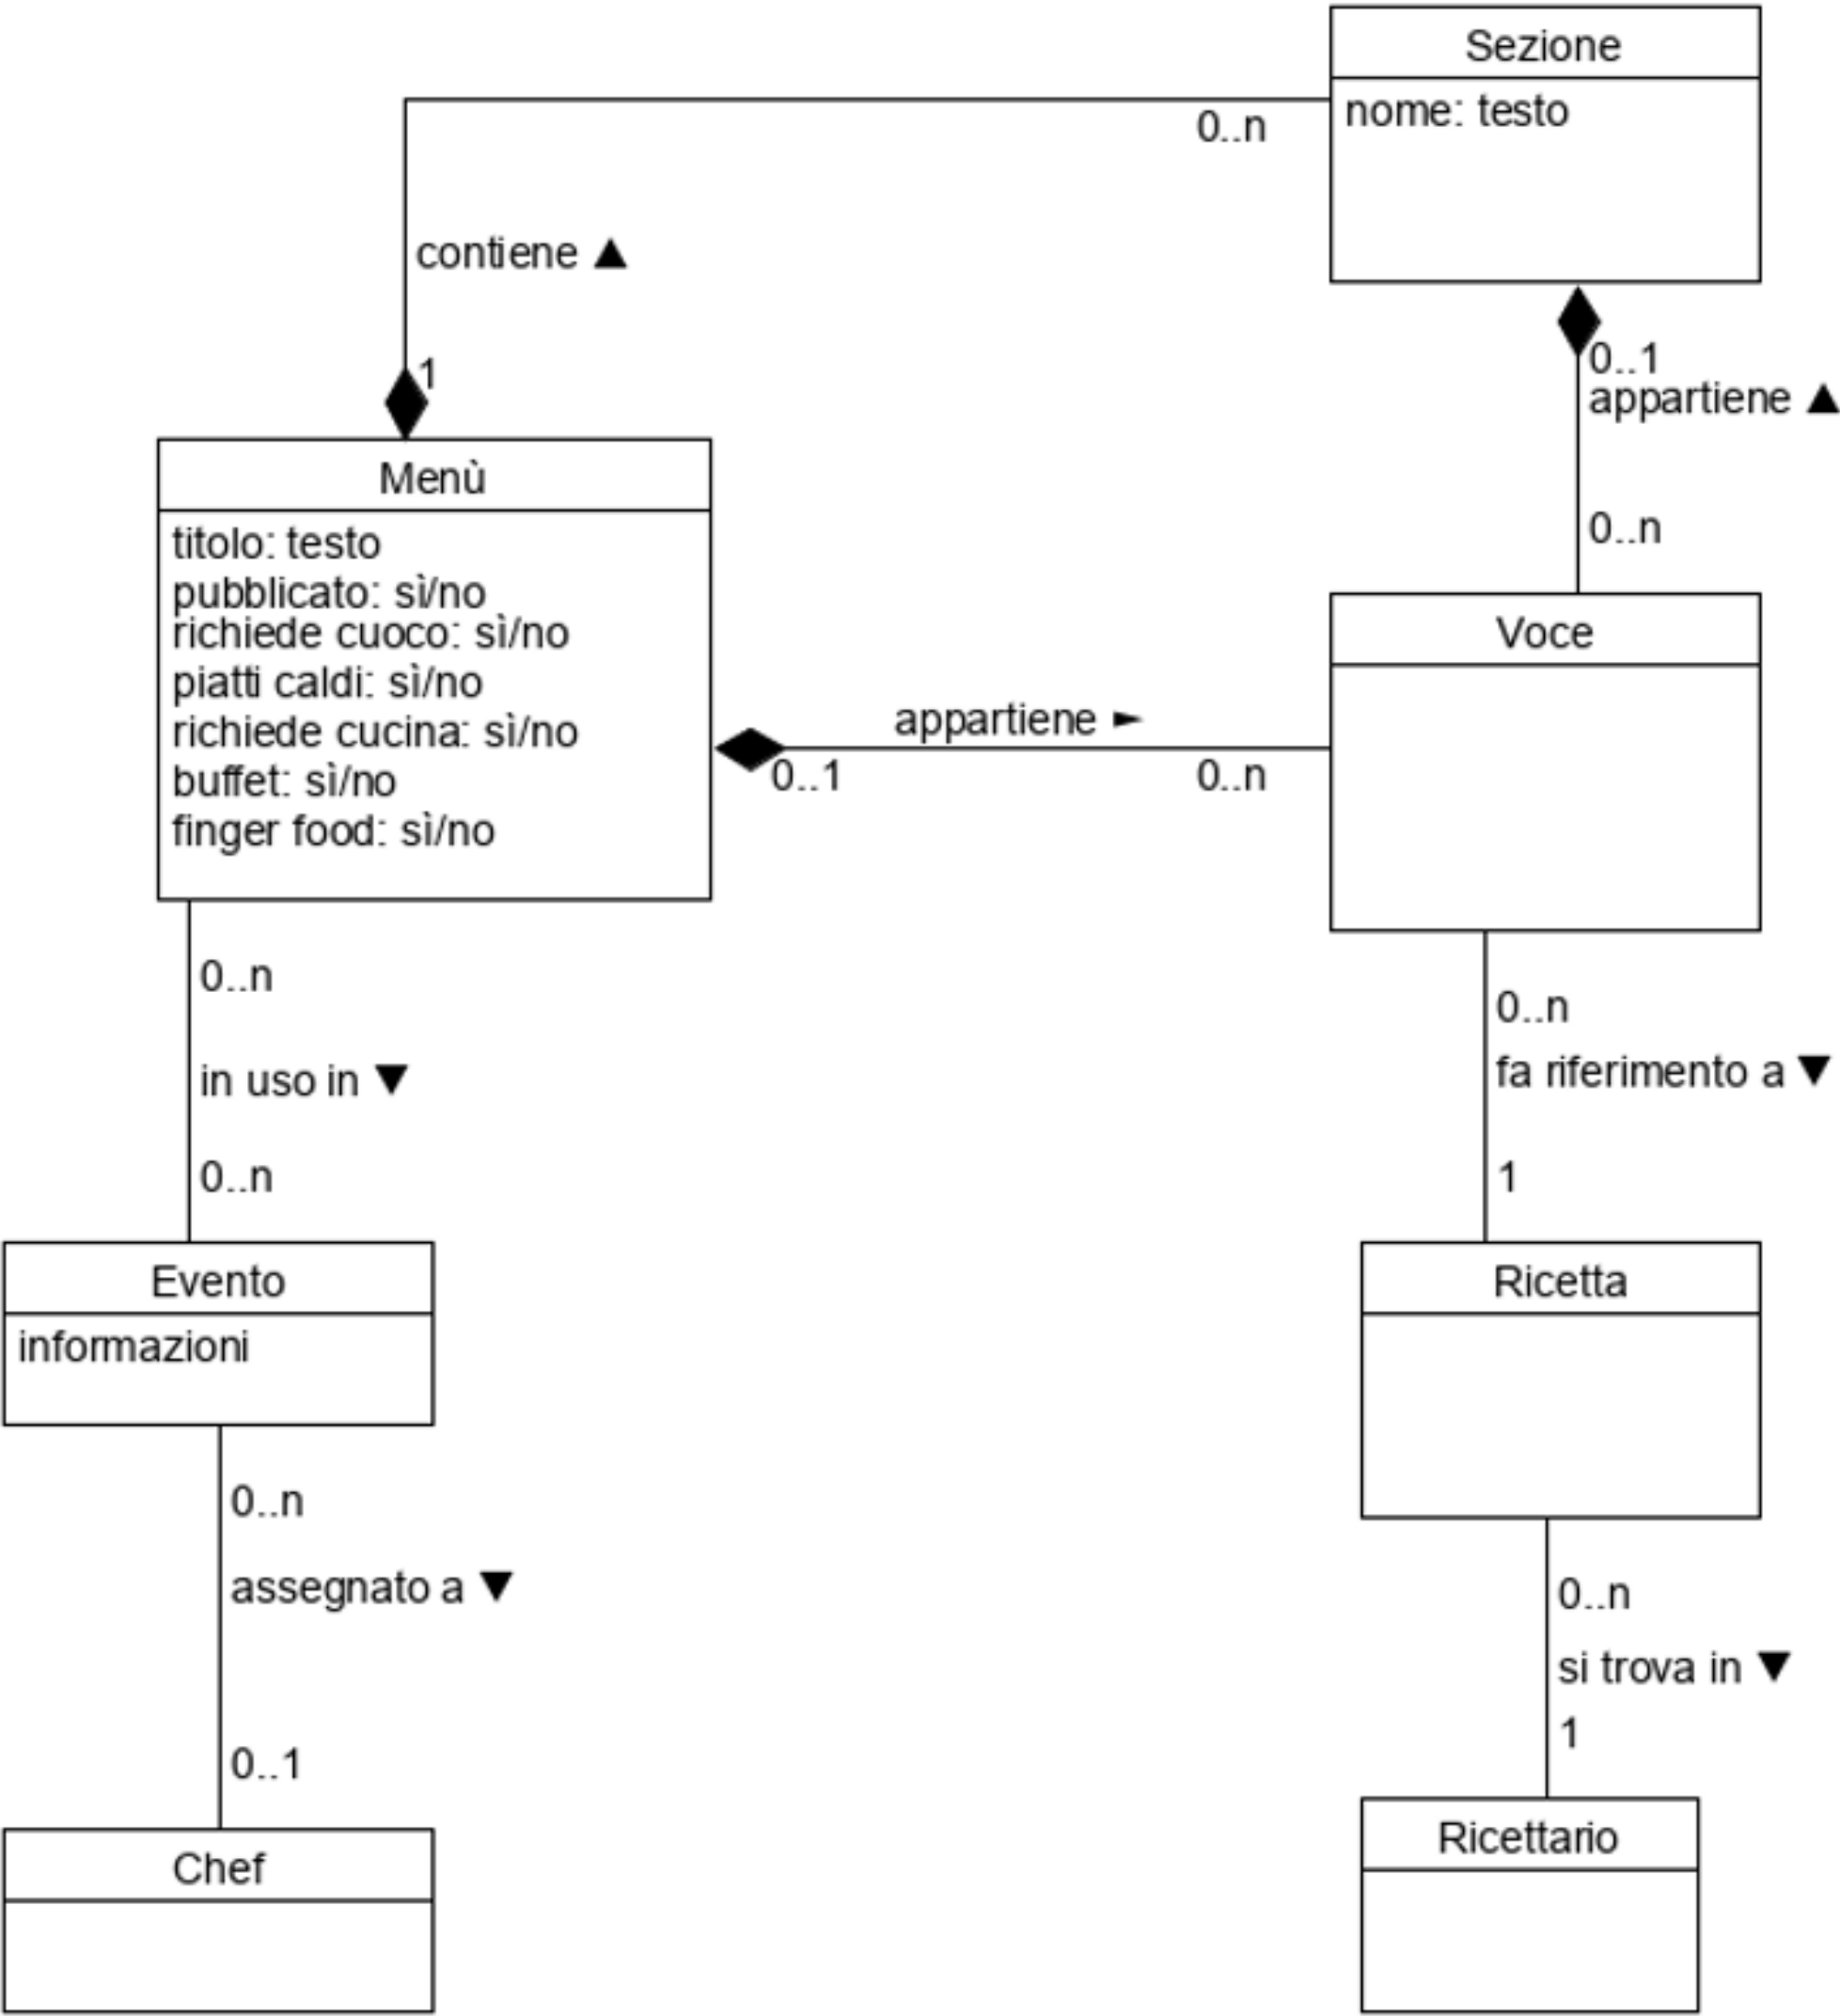 Sezione
nome: testo
0..n
contiene ▲
1
0..1
appartiene ▲
0..n
Menù
titolo: testo
pubblicato: sì/no
richiede cuoco: sì/no
piatti caldi: sì/no
richiede cucina: sì/no
buffet: sì/no
finger food: sì/no
Voce
appartiene ►
0..1
0..n
0..n
in uso in ▼
0..n
0..n
fa riferimento a ▼
1
Evento
informazioni
Ricetta
0..n
assegnato a ▼
0..1
0..n
si trova in ▼
1
Chef
Ricettario